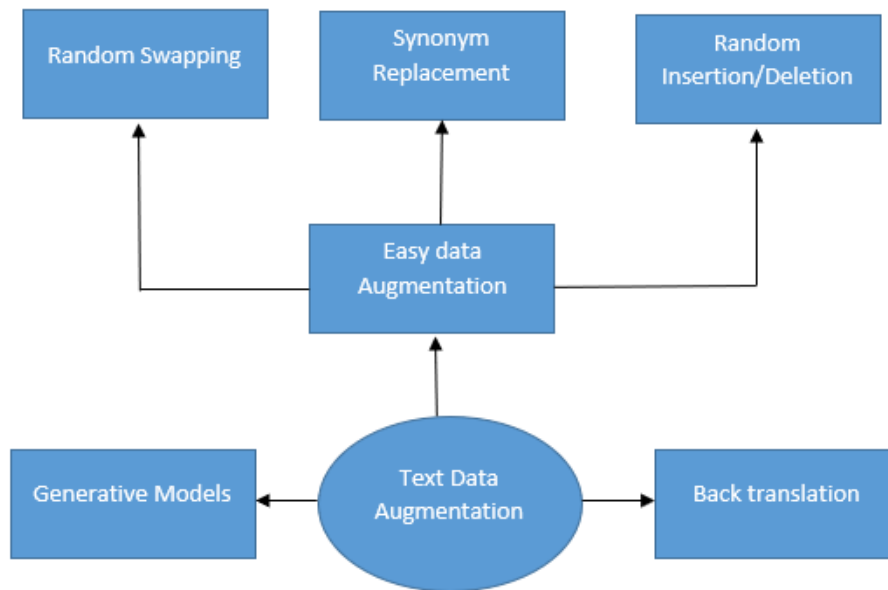 Random Swapping
Synonym
Replacement
Random
Insertion/Deletion
Easy data
Augmentation
Generative Models
Text Data
Augmentation
Back translation